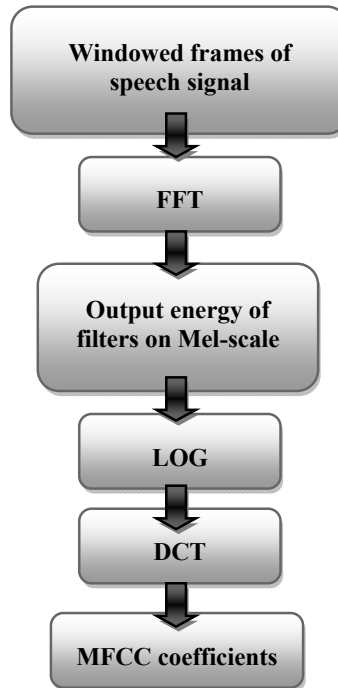 Windowed frames of
speech signal
FFT
Output energy of
filters on Mel-scale
LOG
DCT
MFCC coefficients